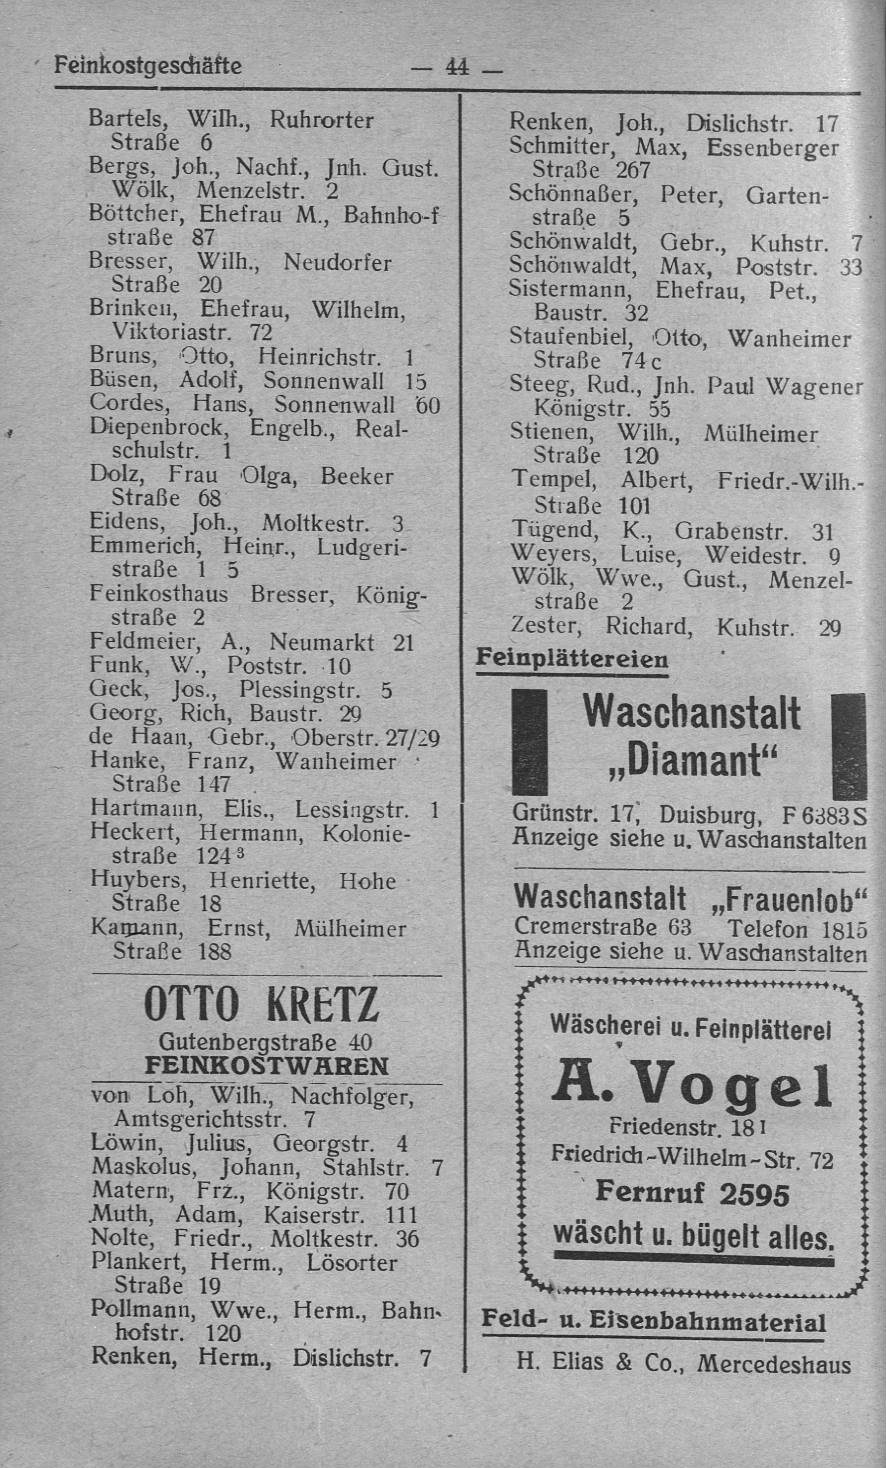 Feinkostgeschäfte — 44 —
Bartels, Wilh., Ruhrorter
Straße 6
Bergs, Joh., Nachf., Jnh. Gust.
Wölk, Menzelstr. 2
Böttcher, Ehefrau M., Bahnho-f
straße 87
Bresser, Wilh., Neudorfer
Straße 20
Brinken, Ehefrau, Wilhelm,
Viktoriastr. 72
Bruns, Otto, Heinrichstr. 1
Büsen, Adolf, Sonnenwall 15
Cordes, Hans, Sonnenwall 60
Diepenbrock, Engelb., Real-
schulstr. 1
Dolz, Frau Olga, Beeker
Straße 68
Eidens, Joh., Moltkestr. 3
Emmerich, Heinr., Ludgeri-
straße 1 5
Feinkosthaus Bresser, König-
straße 2
Feldmeier, A., Neumarkt 21
Funk, W., Poststr. 10
Geck, Jos., Plessingstr. 5
Georg, Rich, Baustr. 29
de Haan, Gebr., Oberstr. 27/29
Hanke, Franz, Wanheimer
Straße 147
Hartmann, Elis., Lessingstr. 1
Heckert, Hermann, Kolonie-
straße 124³
Huybers, Henriette, Hohe
Straße 18
Kamann, Ernst, Mülheimer
Straße 188
OTTO KRETZ
Gutenbergstraße 40
FEINKOSTWAREN
von Loh, Wilh., Nachfolger,
Amtsgerichtsstr. 7
Löwin, Julius, Georgstr. 4
Maskolus, Johann, Stahlstr. 7
Matern, Frz., Königstr. 70
Muth, Adam, Kaiserstr. 111
Nolte, Friedr., Moltkestr. 36
Plankert, Herm., Lösorter
Straße 19
Pollmann, Wwe., Herm., Bahn-
hofstr. 120
Renken, Herm., Dislichstr. 7
Renken, Joh., Dislichstr. 17
Schmitter, Max, Essenberger
Straße 267
Schönnaßer, Peter, Garten-
straße 5
Schönwaldt, Gebr., Kuhstr. 7
Schönwaldt, Max, Poststr. 33
Sistermann, Ehefrau, Pet.,
Baustr. 32
Staufenbiel, Otto, Wanheimer
Straße 74c
Steeg, Rud., Jnh. Paul Wagener
Königstr. 55
Stienen, Wilh., Mülheimer
Straße 120
Tempel, Albert, Friedr.-Wilh.-
Straße 101
Tügend, K., Grabenstr. 31
Weyers, Luise, Weidestr. 9
Wölk, Wwe., Gust., Menzel-
straße 2
Zester, Richard, Kuhstr. 29
Feinplättereien
Waschanstalt
„Diamant“
Grünstr. 17, Duisburg, F 6383 S
Anzeige siehe u. Waschanstalten
Waschanstalt „Frauenlob“
Cremerstraße 63 Telefon 1815
Anzeige siehe u. Waschanstalten
Wäscherei u. Feinplätterei
A. Vogel
Friedenstr. 18 I
Friedrich-Wilhelm-Str. 72
Fernruf 2595
wäscht u. bügelt alles.
Feld- u. Eisenbahnmaterial
H. Elias & Co., Mercedeshaus